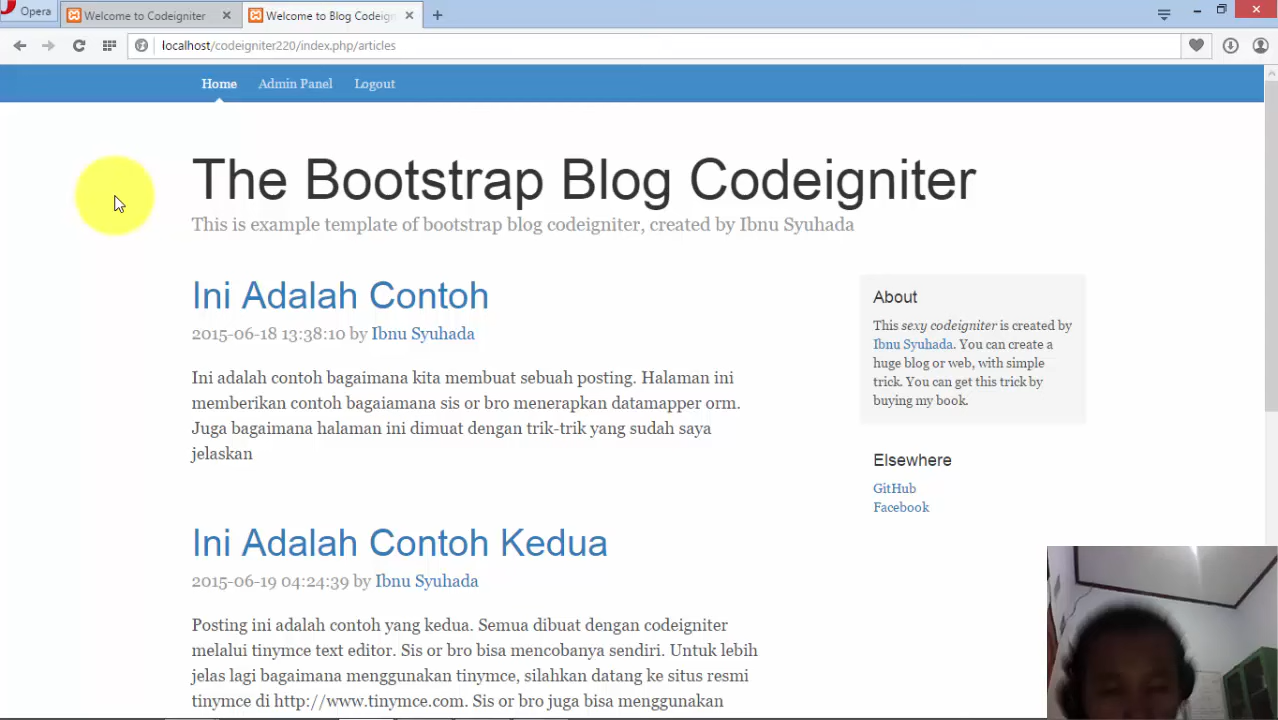 Opera
Welcome to Codeigniter
Welcome to Blog Codeign
localhost/codeigniter220/index.php/articles
Home Admin Panel Logout
The Bootstrap Blog Codeigniter
This is example template of bootstrap blog codeigniter, created by Ibnu Syuhada
Ini Adalah Contoh
2015-06-18 13:38:10 by Ibnu Syuhada
Ini adalah contoh bagaimana kita membuat sebuah posting. Halaman ini
memberikan contoh bagaiamana sis or bro menerapkan datamapper orm.
Juga bagaimana halaman ini dimuat dengan trik-trik yang sudah saya
jelaskan
Ini Adalah Contoh Kedua
2015-06-19 04:24:39 by Ibnu Syuhada
Posting ini adalah contoh yang kedua. Semua dibuat dengan codeigniter
melalui tinymce text editor. Sis or bro bisa mencobanya sendiri. Untuk lebih
jelas lagi bagaimana menggunakan tinymce, silahkan datang ke situs resmi
tinymce di http://www.tinymce.com. Sis or bro juga bisa menggunakan
About
This sexy codeigniter is created by
Ibnu Syuhada. You can create a
huge blog or web, with simple
trick. You can get this trick by
buying my book.
Elsewhere
GitHub
Facebook